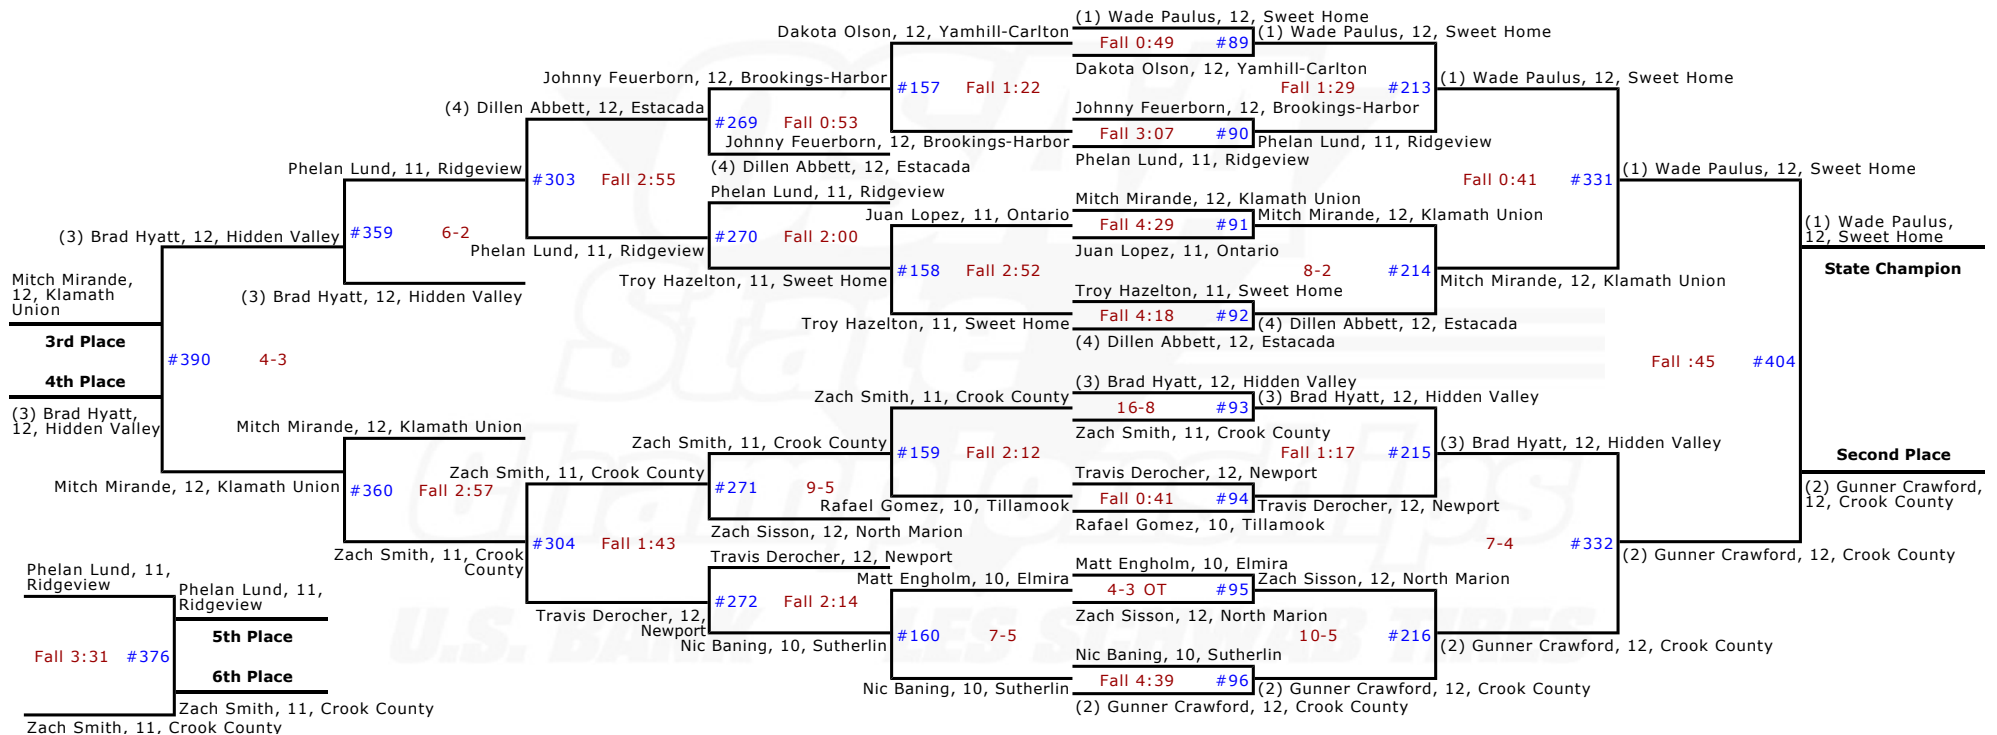 (1) Wade Paulus, 12, Sweet Home
Fall 0:49 #89
Dakota Olson, 12, Yamhill-Carlton
Johnny Feuerborn, 12, Brookings-Harbor
Fall 3:07 #90
Phelan Lund, 11, Ridgeview
Mitch Mirande, 12, Klamath Union
Fall 4:29 #91
Juan Lopez, 11, Ontario
Troy Hazelton, 11, Sweet Home
Fall 4:18 #92
(4) Dillen Abbett, 12, Estacada
(3) Brad Hyatt, 12, Hidden Valley
16-8 #93
Zach Smith, 11, Crook County
Travis Derocher, 12, Newport
Fall 0:41 #94
Rafael Gomez, 10, Tillamook
Matt Engholm, 10, Elmira
4-3 OT #95
Zach Sisson, 12, North Marion
Nic Baning, 10, Sutherlin
Fall 4:39 #96
(2) Gunner Crawford, 12, Crook County
(1) Wade Paulus, 12, Sweet Home
Fall 1:29 #213
Phelan Lund, 11, Ridgeview
Mitch Mirande, 12, Klamath Union
8-2 #214
(4) Dillen Abbett, 12, Estacada
(3) Brad Hyatt, 12, Hidden Valley
Fall 1:17 #215
Travis Derocher, 12, Newport
Zach Sisson, 12, North Marion
10-5 #216
(2) Gunner Crawford, 12, Crook County
(1) Wade Paulus, 12, Sweet Home
Fall 0:41 #331
Mitch Mirande, 12, Klamath Union
(3) Brad Hyatt, 12, Hidden Valley
7-4 #332
(2) Gunner Crawford, 12, Crook County
(1) Wade Paulus, 12, Sweet Home
Fall :45 #404
(2) Gunner Crawford, 12, Crook County
(1) Wade Paulus,
12, Sweet Home
State Champion
Second Place
(2) Gunner Crawford,
12, Crook County
Dakota Olson, 12, Yamhill-Carlton
#157 Fall 1:22
Johnny Feuerborn, 12, Brookings-Harbor
Juan Lopez, 11, Ontario
#158 Fall 2:52
Troy Hazelton, 11, Sweet Home
Zach Smith, 11, Crook County
#159 Fall 2:12
Rafael Gomez, 10, Tillamook
Matt Engholm, 10, Elmira
#160 7-5
Nic Baning, 10, Sutherlin
Johnny Feuerborn, 12, Brookings-Harbor
#269 Fall 0:53
(4) Dillen Abbett, 12, Estacada
Phelan Lund, 11, Ridgeview
#270 Fall 2:00
Troy Hazelton, 11, Sweet Home
Zach Smith, 11, Crook County
#271 9-5
Zach Sisson, 12, North Marion
Travis Derocher, 12, Newport
#272 Fall 2:14
Nic Baning, 10, Sutherlin
(4) Dillen Abbett, 12, Estacada
#303 Fall 2:55
Phelan Lund, 11, Ridgeview
Zach Smith, 11, Crook County
#304 Fall 1:43
Travis Derocher, 12,
Newport
Phelan Lund, 11, Ridgeview
#359 6-2
(3) Brad Hyatt, 12, Hidden Valley
Mitch Mirande, 12, Klamath Union
#360 Fall 2:57
Zach Smith, 11, Crook
County
(3) Brad Hyatt, 12, Hidden Valley
#390 4-3
Mitch Mirande, 12, Klamath Union
Mitch Mirande,
12, Klamath
Union
3rd Place
4th Place
(3) Brad Hyatt,
12, Hidden Valley
Phelan Lund, 11,
Ridgeview
Fall 3:31 #376
Zach Smith, 11, Crook County
Phelan Lund, 11,
Ridgeview
5th Place
6th Place
Zach Smith, 11, Crook County
OSAA
State
Championships
U.S. BANK LES SCHWAB TIRES